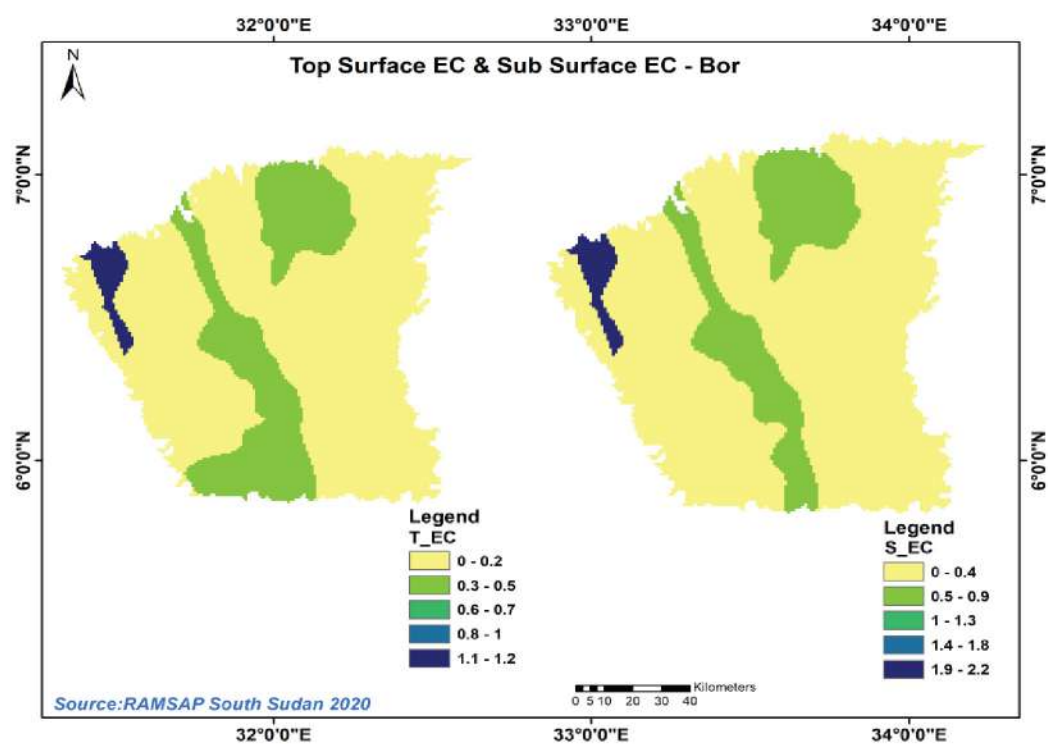 32°0'0"E 33°0'0"E 34°0'0"E
N
Top Surface EC & Sub Surface EC - Bor
7°0'0"N 7°0'0"N
6°0'0"N 6°0'0"N
Legend
T_EC
0 - 0.2
0.3 - 0.5
0.6 - 0.7
0.8 - 1
1.1 - 1.2
Legend
S_EC
0 - 0.4
0.5 - 0.9
1 - 1.3
1.4 - 1.8
1.9 - 2.2
Kilometers
0 5 10 20 30 40
Source:RAMSAP South Sudan 2020
32°0'0"E 33°0'0"E 34°0'0"E